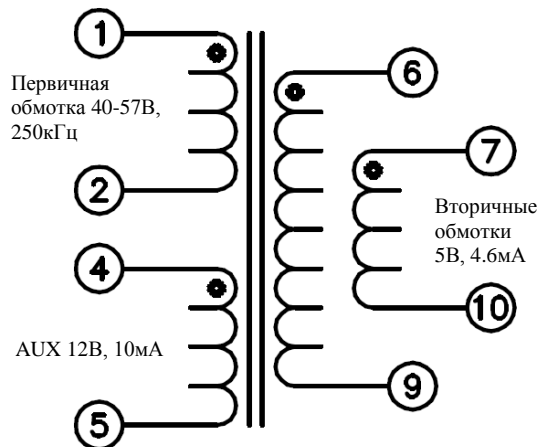 1
Первичная
обмотка 40-57В,
250кГц
2
4
AUX 12В, 10мА
5
6
7
Вторичные
обмотки
5В, 4.6мА
10
9